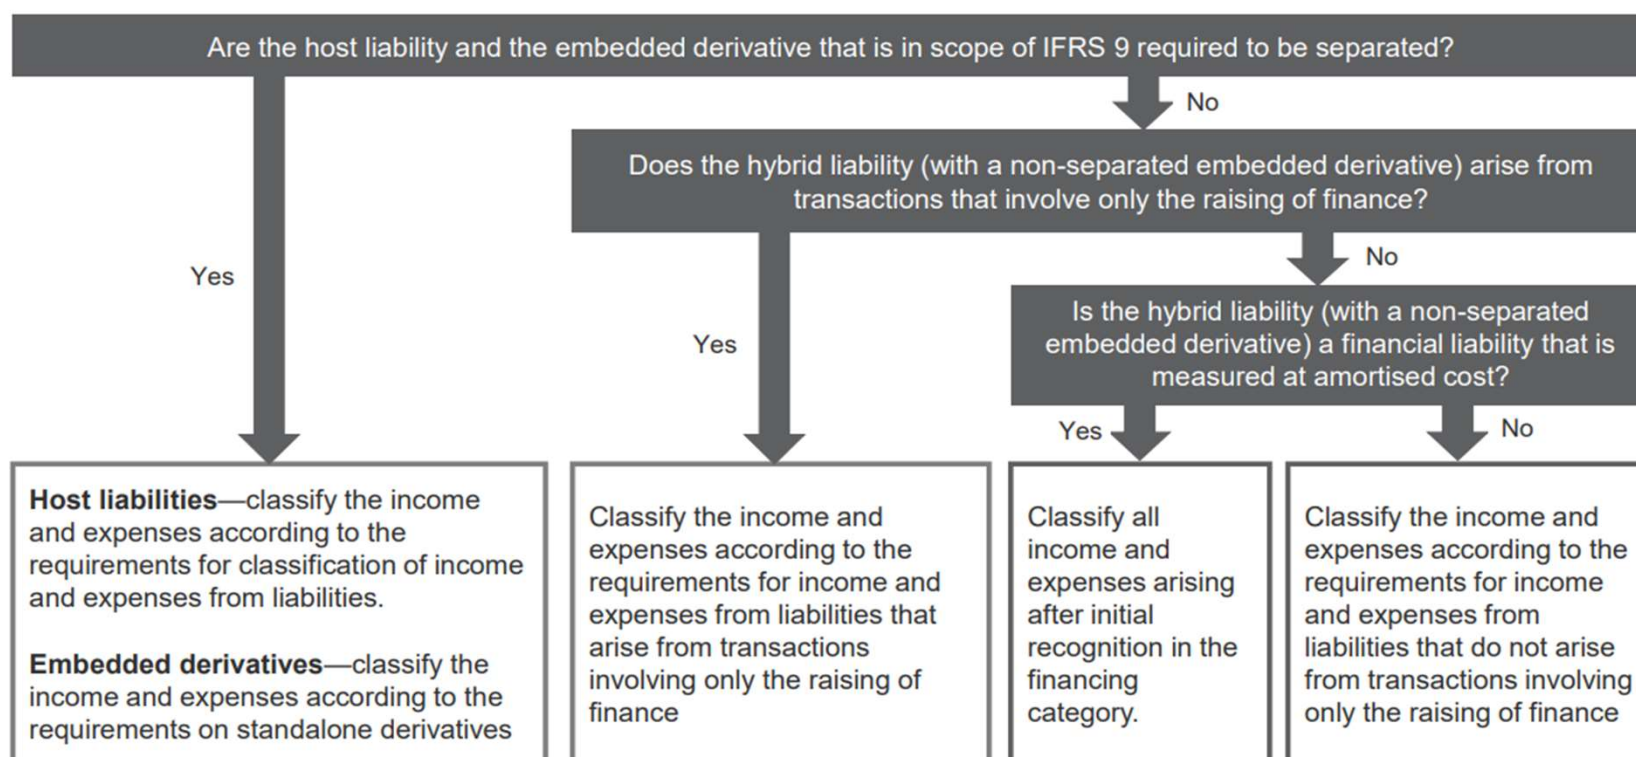 Are the host liability and the embedded derivative that is in scope of IFRS 9 required to be separated?
No
Does the hybrid liability (with a non-separated embedded derivative) arise from
transactions that involve only the raising of finance?
Yes
No
Is the hybrid liability (with a non-separated
embedded derivative) a financial liability that is
measured at amortised cost?
Yes
Yes
No
Host liabilities—classify the income
and expenses according to the
requirements for classification of income
and expenses from liabilities.
Embedded derivatives—classify the
income and expenses according to the
requirements on standalone derivatives
Classify the income and
expenses according to the
requirements for income and
expenses from liabilities that
arise from transactions
involving only the raising of
finance
Classify all
income and
expenses arising
after initial
recognition in the
financing
category.
Classify the income and
expenses according to the
requirements for income
and expenses from
liabilities that do not arise
from transactions involving
only the raising of finance